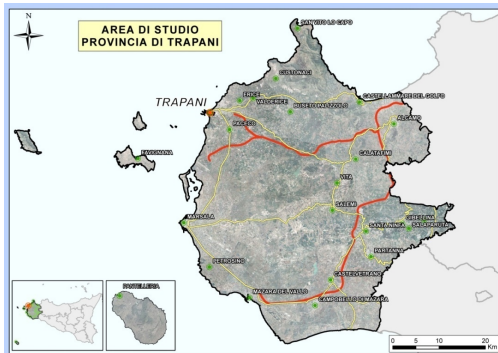 N
AREA DI STUDIO
PROVINCIA DI TRAPANI
SAN VITO LO CAPO
CUSTONACI
ERICE
VALDERICE
CASTELLAMMARE DEL GOLFO
BUSETO PALIZZOLO
TRAPANI
ALCAMO
PACECO
FAVIGNANA
CALATAFIMI
VITA
SALEMI
GIBELLINA
MARSALA
SANTA NINFA
SALAPARUTA
PARTANNA
PETROSINO
CASTELVETRANO
PANTELLERIA
MAZARA DEL VALLO
CAMPOBELLO DI MAZARA
0 5 10 20
Km